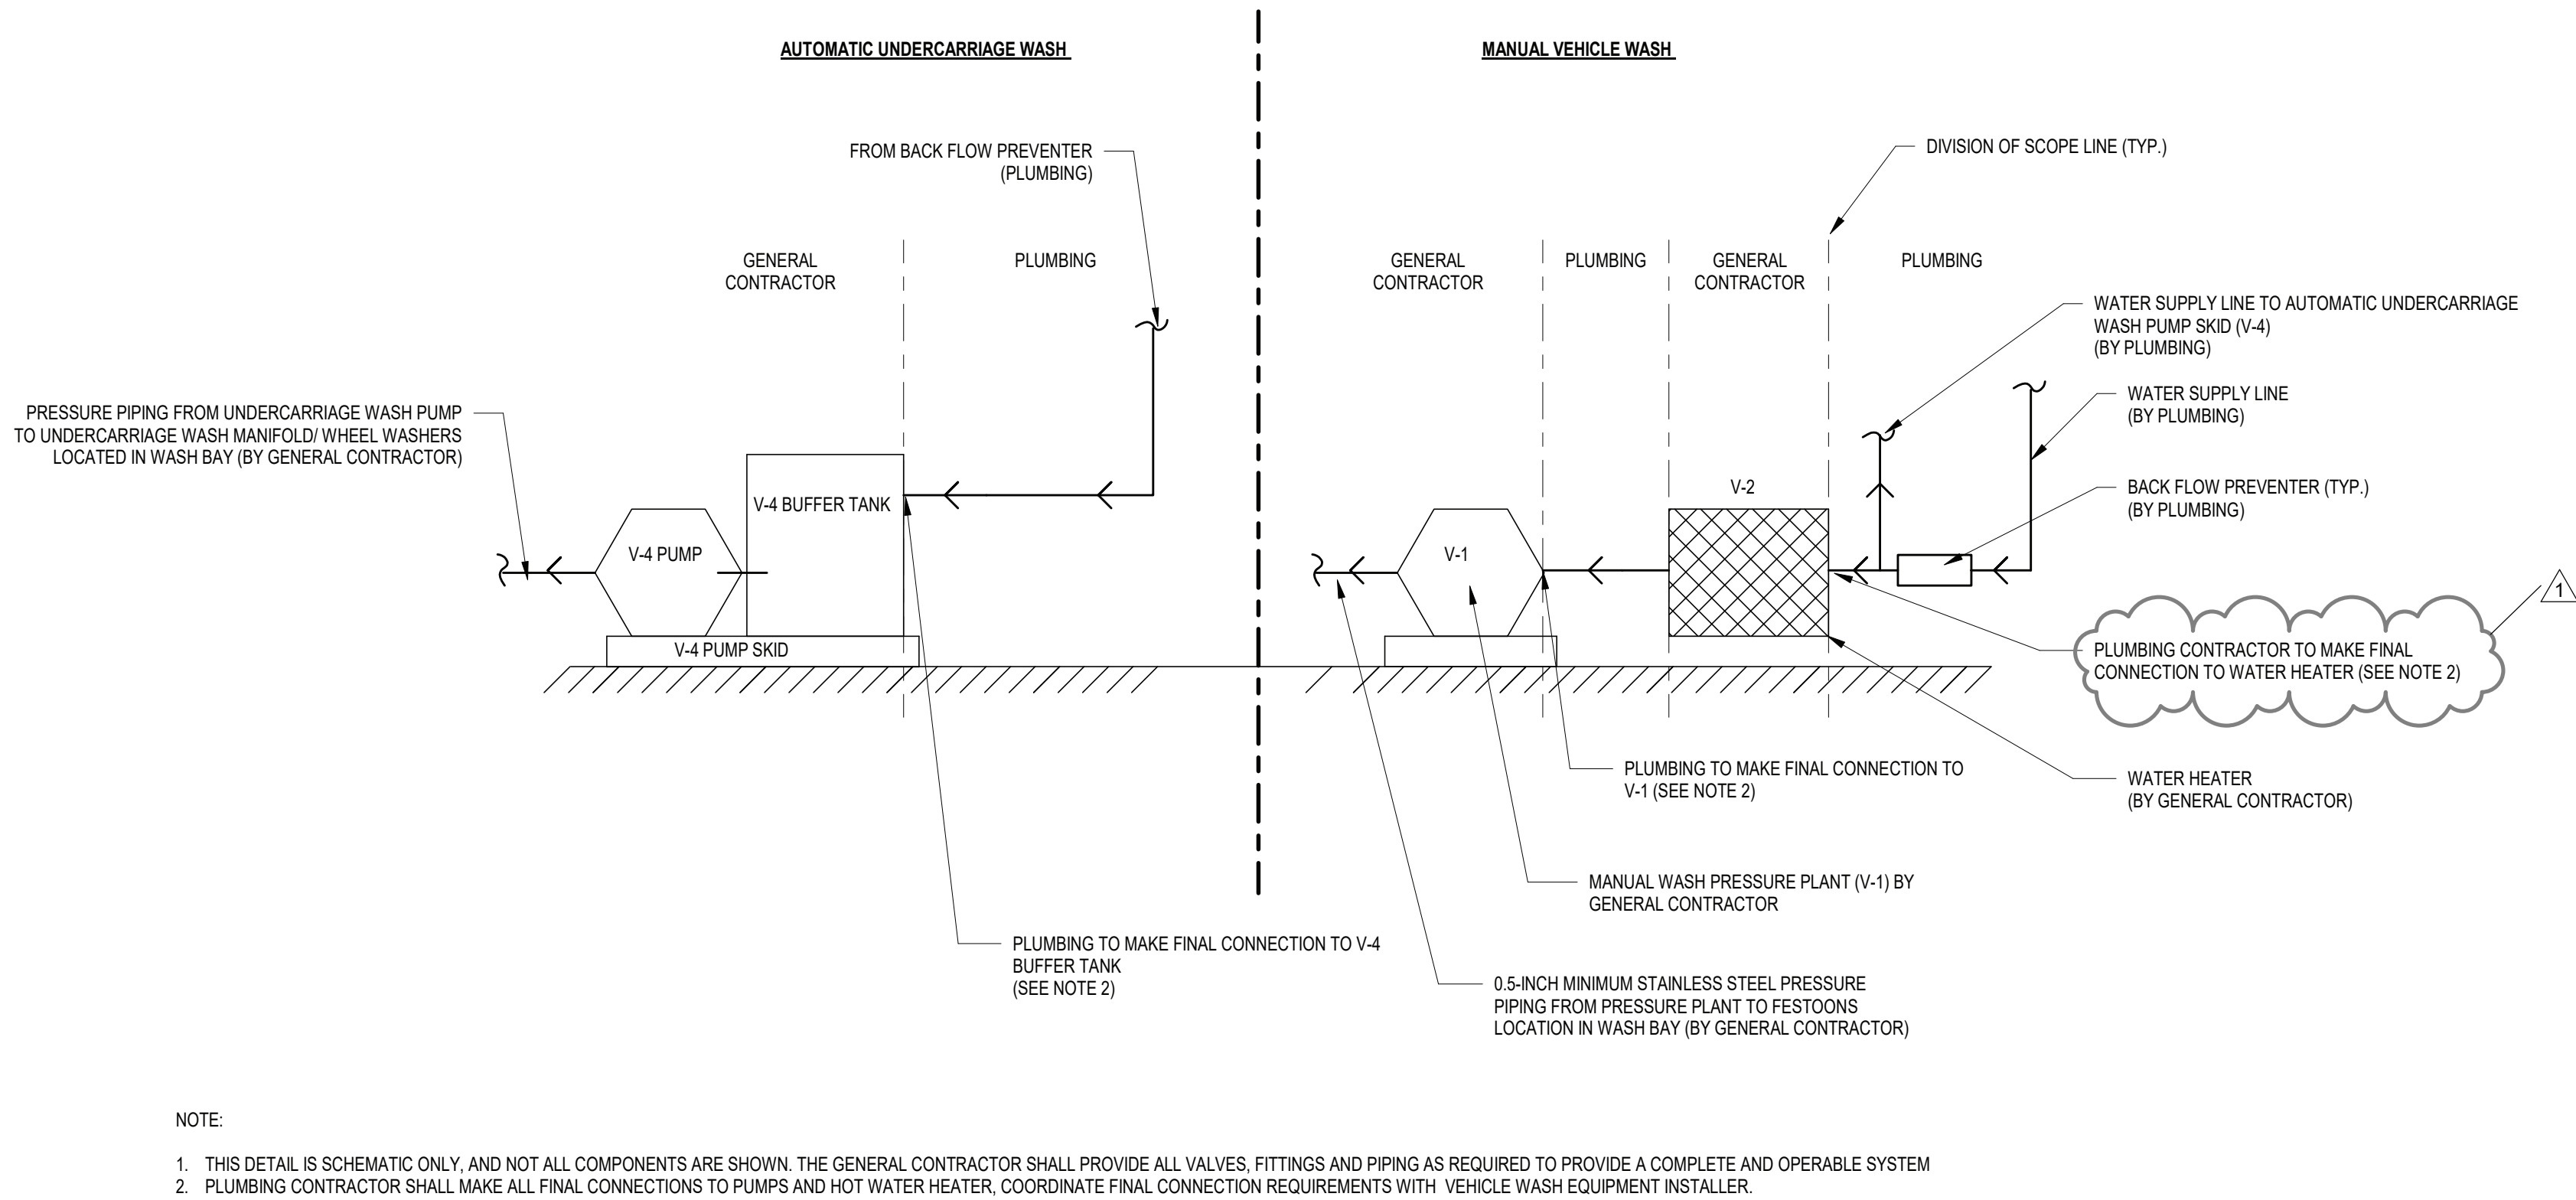 AUTOMATIC UNDERCARRIAGE WASH
MANUAL VEHICLE WASH
FROM BACK FLOW PREVENTER
(PLUMBING)
DIVISION OF SCOPE LINE (TYP.)
GENERAL
CONTRACTOR
PLUMBING
GENERAL
CONTRACTOR
PLUMBING
GENERAL
CONTRACTOR
PLUMBING
WATER SUPPLY LINE TO AUTOMATIC UNDERCARRIAGE
WASH PUMP SKID (V-4)
(BY PLUMBING)
WATER SUPPLY LINE
(BY PLUMBING)
PRESSURE PIPING FROM UNDERCARRIAGE WASH PUMP
TO UNDERCARRIAGE WASH MANIFOLD/ WHEEL WASHERS
LOCATED IN WASH BAY (BY GENERAL CONTRACTOR)
BACK FLOW PREVENTER (TYP.)
(BY PLUMBING)
V-4 BUFFER TANK
V-2
V-4 PUMP
V-1
1
V-4 PUMP SKID
PLUMBING CONTRACTOR TO MAKE FINAL
CONNECTION TO WATER HEATER (SEE NOTE 2)
PLUMBING TO MAKE FINAL CONNECTION TO
V-1 (SEE NOTE 2)
WATER HEATER
(BY GENERAL CONTRACTOR)
MANUAL WASH PRESSURE PLANT (V-1) BY
GENERAL CONTRACTOR
PLUMBING TO MAKE FINAL CONNECTION TO V-4
BUFFER TANK
(SEE NOTE 2)
0.5-INCH MINIMUM STAINLESS STEEL PRESSURE
PIPING FROM PRESSURE PLANT TO FESTOONS
LOCATION IN WASH BAY (BY GENERAL CONTRACTOR)
NOTE:
1. THIS DETAIL IS SCHEMATIC ONLY, AND NOT ALL COMPONENTS ARE SHOWN. THE GENERAL CONTRACTOR SHALL PROVIDE ALL VALVES, FITTINGS AND PIPING AS REQUIRED TO PROVIDE A COMPLETE AND OPERABLE SYSTEM
2. PLUMBING CONTRACTOR SHALL MAKE ALL FINAL CONNECTIONS TO PUMPS AND HOT WATER HEATER, COORDINATE FINAL CONNECTION REQUIREMENTS WITH VEHICLE WASH EQUIPMENT INSTALLER.